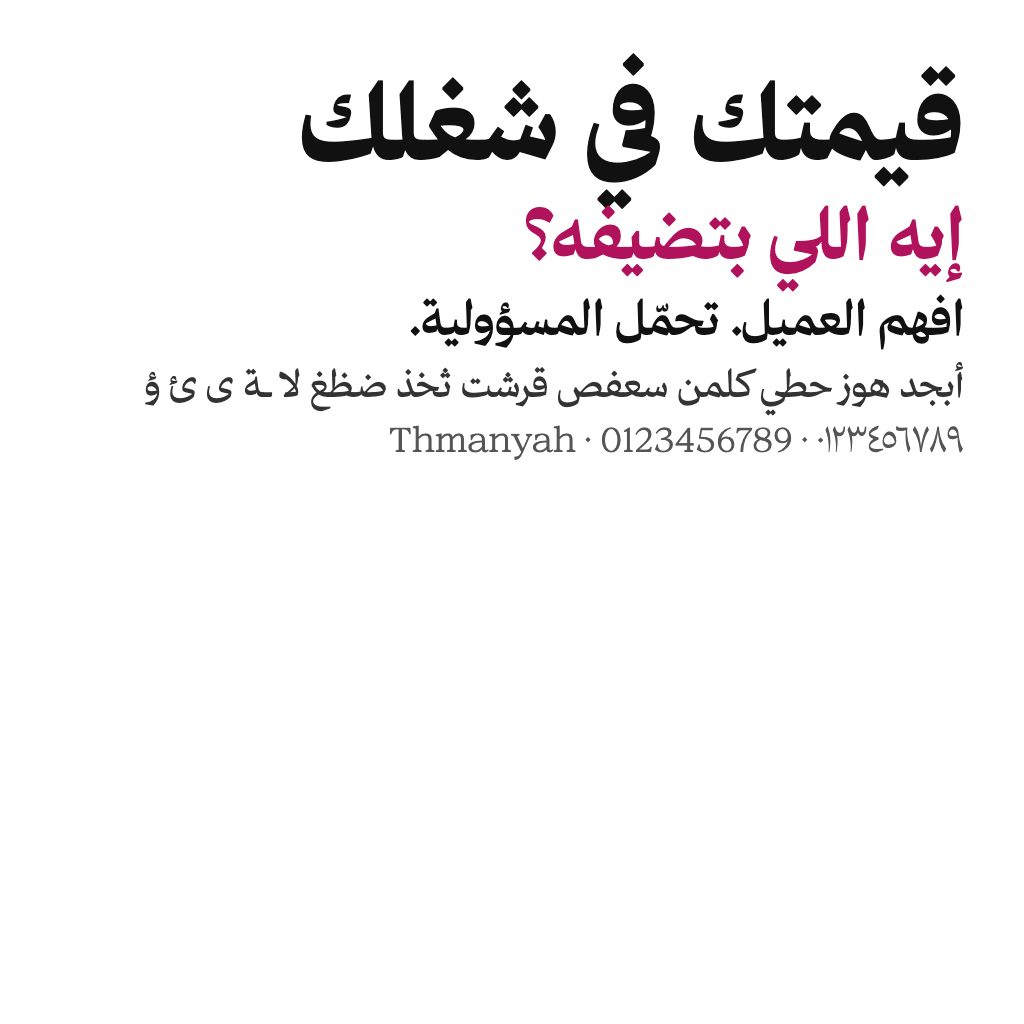 قيمتك في شغلك
إيه اللي بتضيفه؟
افهم العميل. تحمّل المسؤولية.
أبجد هوز حطي كلمن سعفص قرشت ثخذ ضظغ لا ـة ى ئ ؤ
Thmanyah · 0123456789 · ٠١٢٣٤٥٦٧٨٩